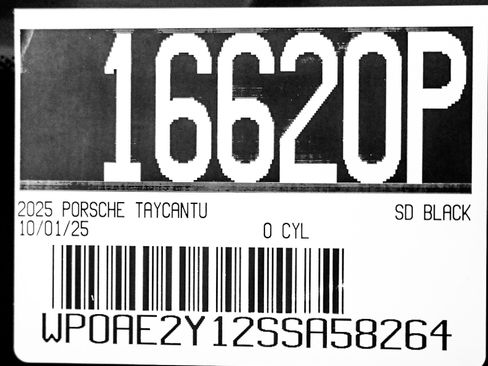 16620P
2025 PORSCHE TAYCANTU SD BLACK
10/01/25 0 CYL
WP0AE2Y12SSA58264